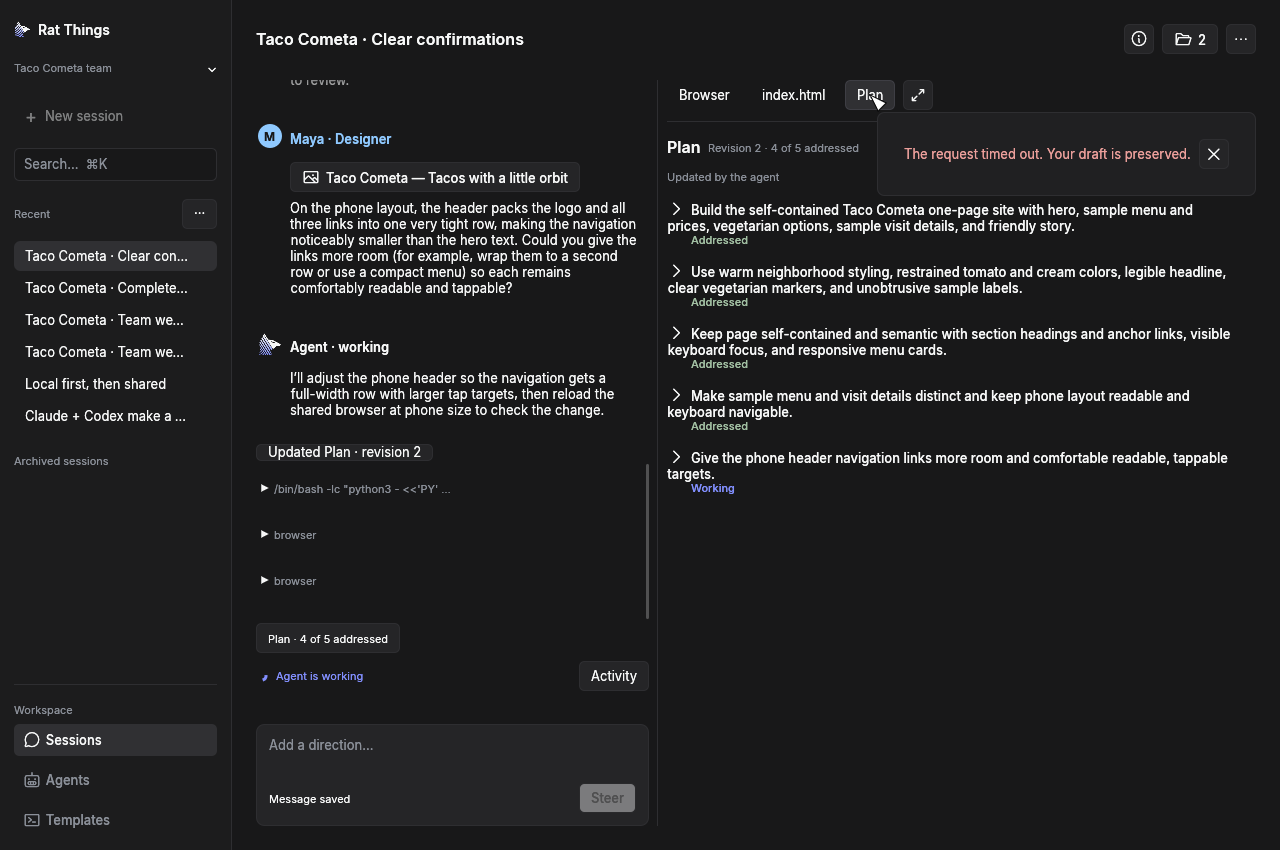 Rat Things
Taco Cometa team
New session
Search... ⌘K
Recent
Taco Cometa · Clear con...
Taco Cometa · Complete...
Taco Cometa · Team we...
Taco Cometa · Team we...
Local first, then shared
Claude + Codex make a ...
Archived sessions
Workspace
Sessions
Agents
Templates
Taco Cometa · Clear confirmations
2
to review.
M
Maya · Designer
Taco Cometa — Tacos with a little orbit
On the phone layout, the header packs the logo and all
three links into one very tight row, making the navigation
noticeably smaller than the hero text. Could you give the
links more room (for example, wrap them to a second
row or use a compact menu) so each remains
comfortably readable and tappable?
Agent · working
I'll adjust the phone header so the navigation gets a
full-width row with larger tap targets, then reload the
shared browser at phone size to check the change.
Updated Plan · revision 2
/bin/bash -lc "python3 - <<'PY' ...
browser
browser
Plan · 4 of 5 addressed
Agent is working
Activity
Add a direction...
Message saved
Steer
Browser
index.html
Plan
The request timed out. Your draft is preserved.
Plan Revision 2 · 4 of 5 addressed
Updated by the agent
Build the self-contained Taco Cometa one-page site with hero, sample menu and
prices, vegetarian options, sample visit details, and friendly story.
Addressed
Use warm neighborhood styling, restrained tomato and cream colors, legible headline,
clear vegetarian markers, and unobtrusive sample labels.
Addressed
Keep page self-contained and semantic with section headings and anchor links, visible
keyboard focus, and responsive menu cards.
Addressed
Make sample menu and visit details distinct and keep phone layout readable and
keyboard navigable.
Addressed
Give the phone header navigation links more room and comfortable readable, tappable
targets.
Working